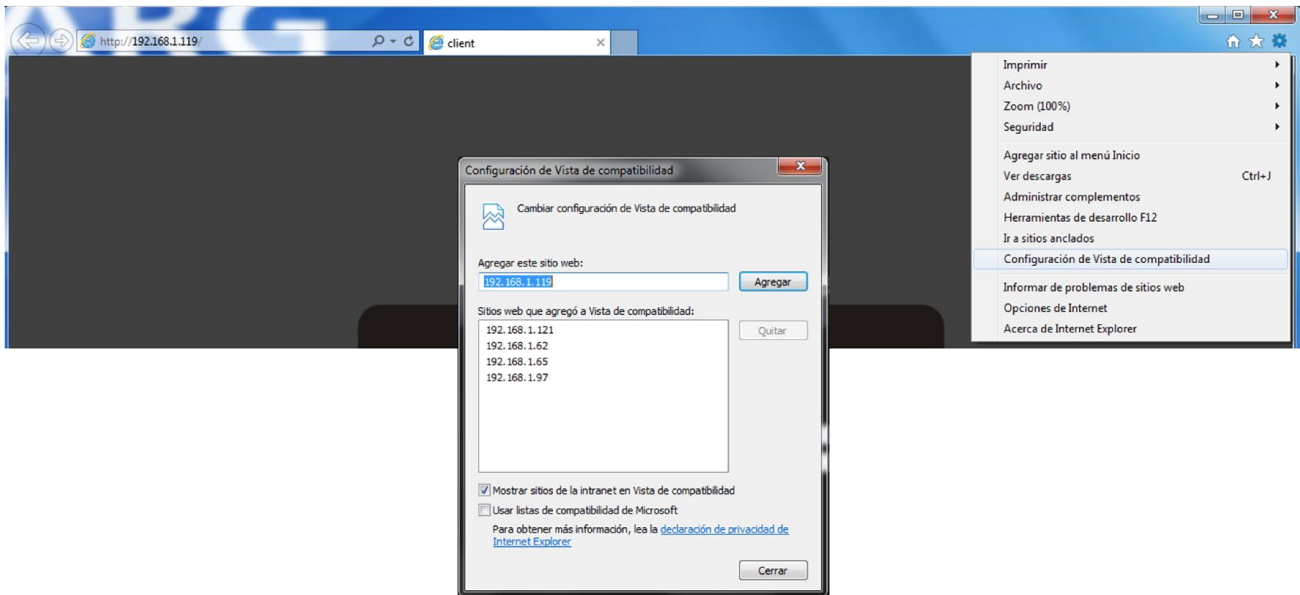 ARG
http://192.168.1.119/
client
Imprimir
Archivo
Zoom (100%)
Seguridad
Agregar sitio al menú Inicio
Ver descargas Ctrl+J
Administrar complementos
Herramientas de desarrollo F12
Ir a sitios anclados
Configuración de Vista de compatibilidad
Informar de problemas de sitios web
Opciones de Internet
Acerca de Internet Explorer
Configuración de Vista de compatibilidad
Cambiar configuración de Vista de compatibilidad
Agregar este sitio web:
192.168.1.119 Agregar
Sitios web que agregó a Vista de compatibilidad:
192.168.1.121 Quitar
192.168.1.62
192.168.1.65
192.168.1.97
Mostrar sitios de la intranet en Vista de compatibilidad
Usar listas de compatibilidad de Microsoft
Para obtener más información, lea la declaración de privacidad de
Internet Explorer
Cerrar